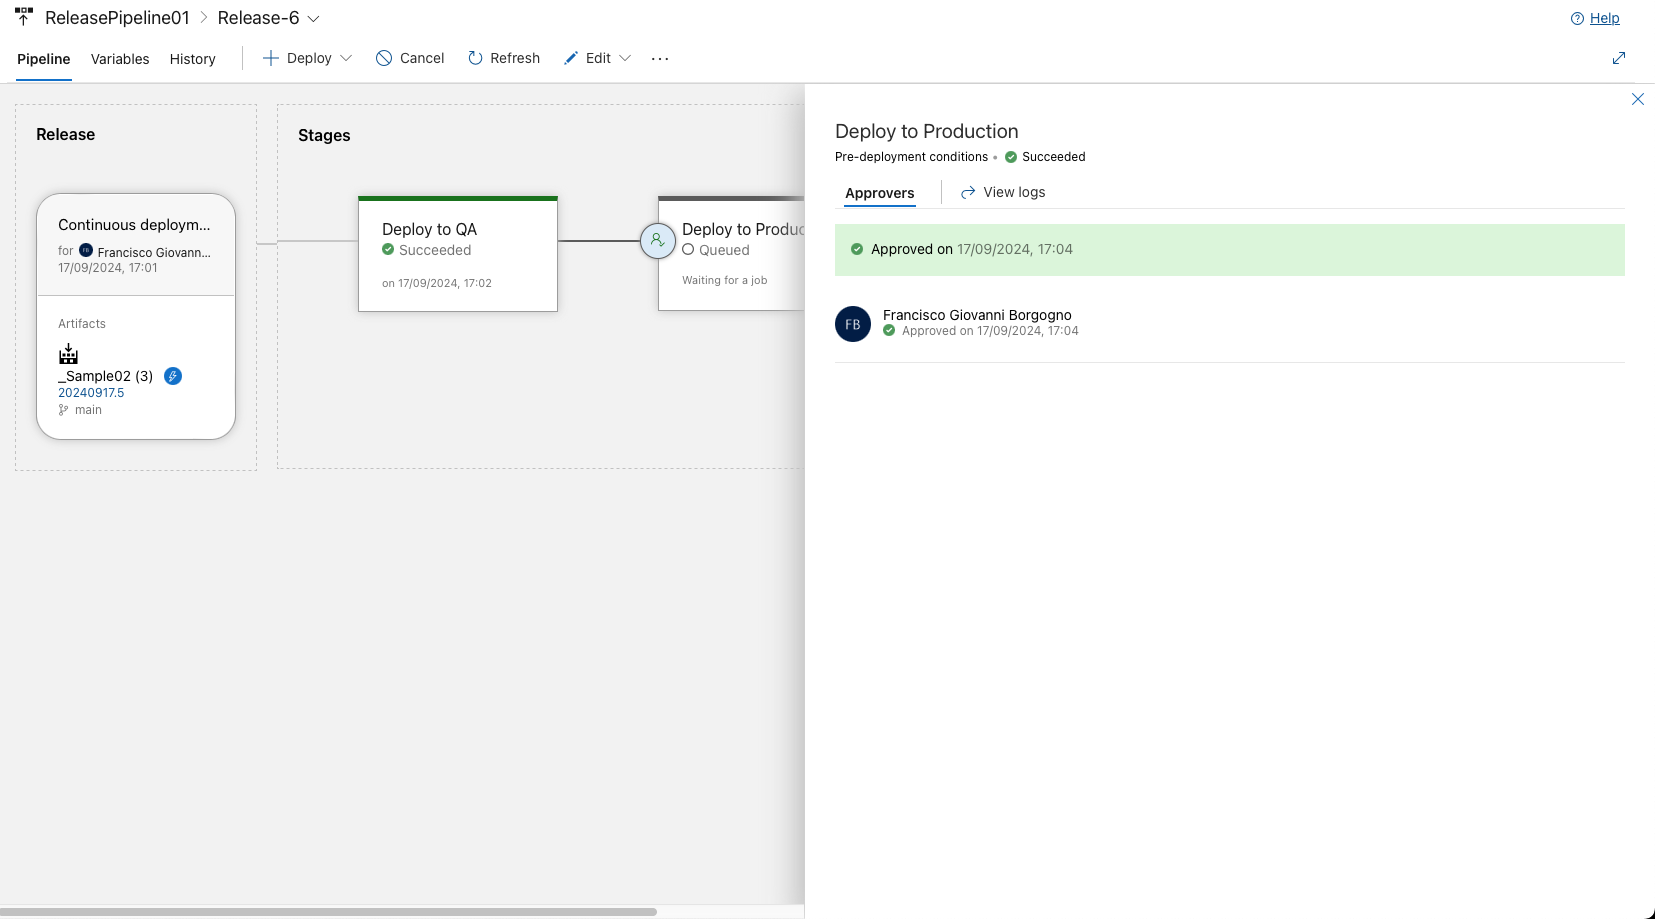 ReleasePipeline01 > Release-6
Help
Pipeline Variables History Deploy Cancel Refresh Edit ...
Release
Continuous deploym...
for FB Francisco Giovann...
17/09/2024, 17:01
Artifacts
_Sample02 (3)
20240917.5
main
Stages
Deploy to QA
Succeeded
on 17/09/2024, 17:02
Deploy to Produc
Queued
Waiting for a job
Deploy to Production
Pre-deployment conditions • Succeeded
Approvers View logs
Approved on 17/09/2024, 17:04
FB
Francisco Giovanni Borgogno
Approved on 17/09/2024, 17:04